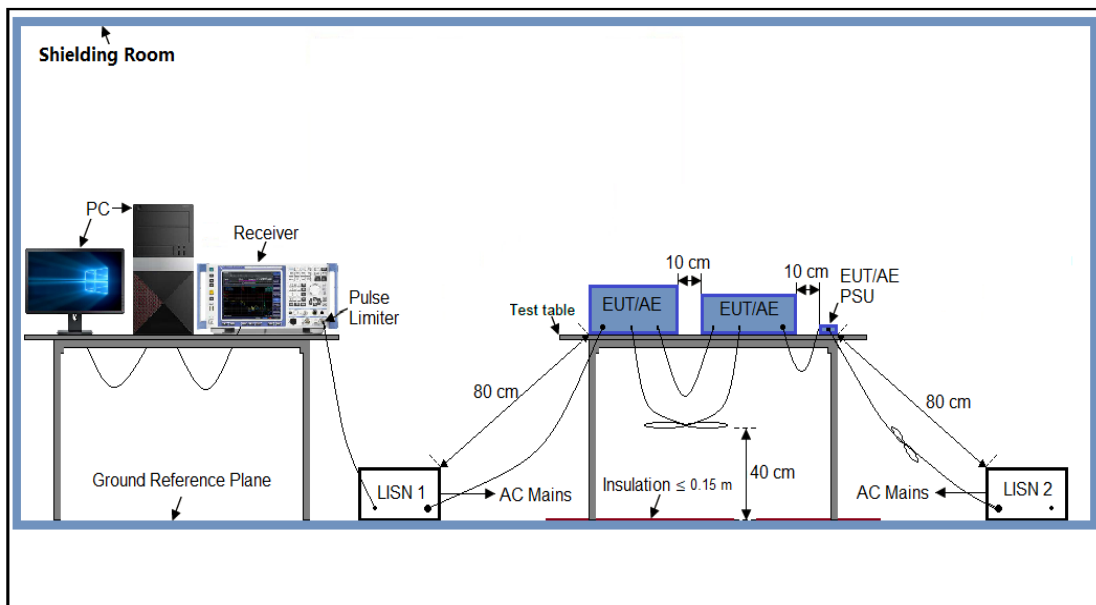 Shielding Room
PC
Receiver
Pulse
Limiter
10 cm
10 cm
EUT/AE
PSU
EUT/AE
EUT/AE
Test table
80 cm
80 cm
40 cm
Ground Reference Plane
LISN 1
AC Mains
Insulation ≤ 0.15 m
AC Mains
LISN 2